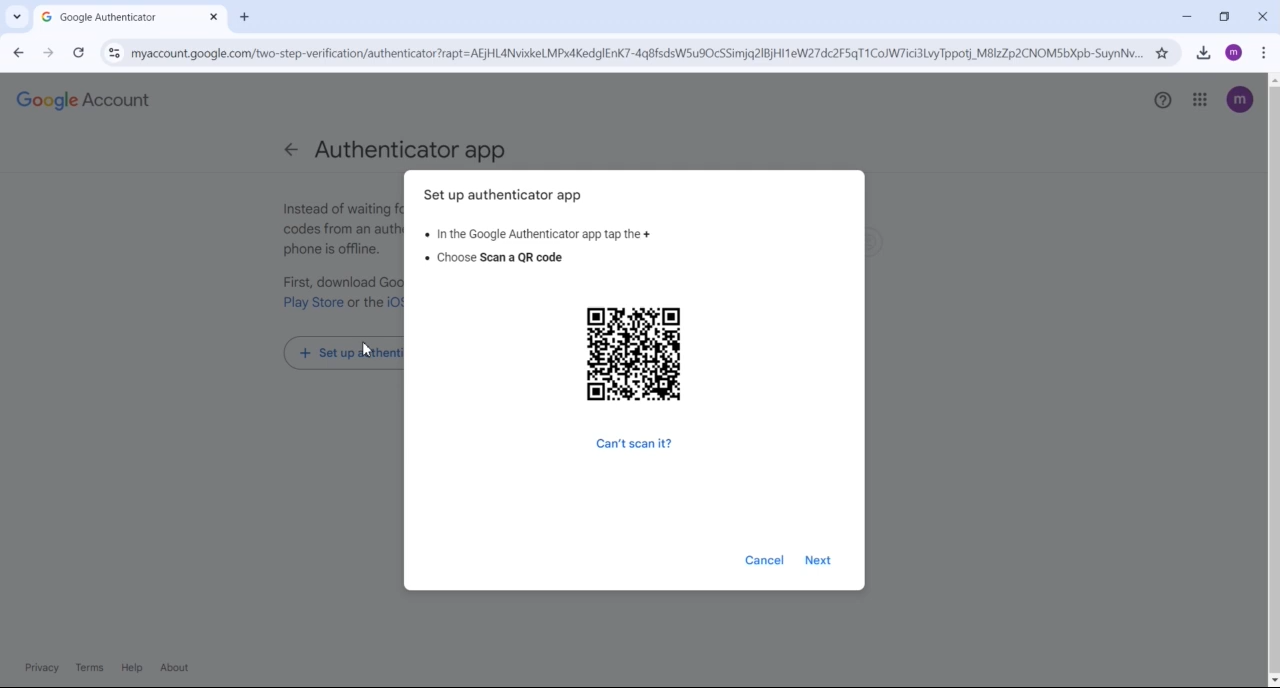 Google Authenticator
myaccount.google.com/two-step-verification/authenticator?rapt=AEjHL4NvixkeLMPx4KedglEnK7-4q8fsdsW5u9OcSSimjq2lBjHI1eW27dc2F5qT1CoJW7ici3LvyTppotj_M8lzZp2CNOM5bXpb-SuynNv...
m
Google Account
m
Authenticator app
Instead of waiting fo
codes from an auth
phone is offline.
First, download Goo
Play Store or the iOS
+ Set up authenti
Set up authenticator app
• In the Google Authenticator app tap the +
• Choose Scan a QR code
Can't scan it?
Cancel Next
Privacy Terms Help About